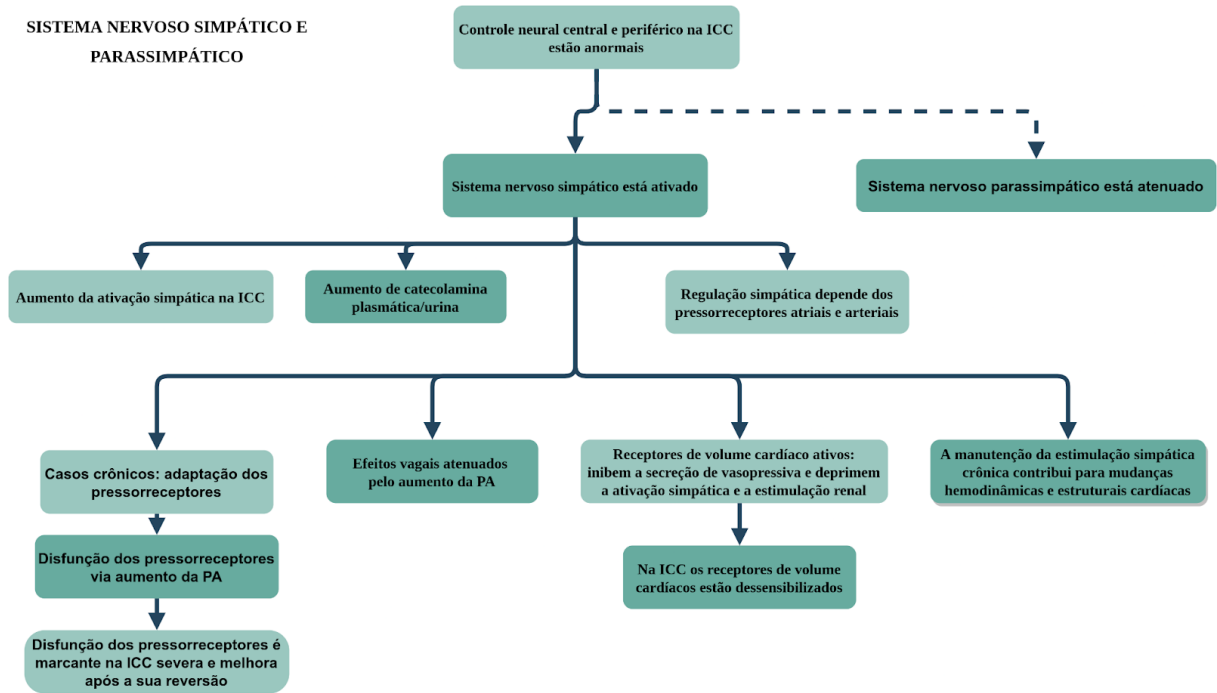 SISTEMA NERVOSO SIMPÁTICO E
PARASSIMPÁTICO
Controle neural central e periférico na ICC
estão anormais
Sistema nervoso simpático está ativado
Sistema nervoso parassimpático está atenuado
Aumento da ativação simpática na ICC
Aumento de catecolamina
plasmática/urina
Regulação simpática depende dos
pressorreceptores atriais e arteriais
Casos crônicos: adaptação dos
pressorreceptores
Efeitos vagais atenuados
pelo aumento da PA
Receptores de volume cardíaco ativos:
inibem a secreção de vasopressiva e deprimem
a ativação simpática e a estimulação renal
A manutenção da estimulação simpática
crônica contribui para mudanças
hemodinâmicas e estruturais cardíacas
Disfunção dos pressorreceptores
via aumento da PA
Na ICC os receptores de volume
cardíacos estão dessensibilizados
Disfunção dos pressorreceptores é
marcante na ICC severa e melhora
após a sua reversão